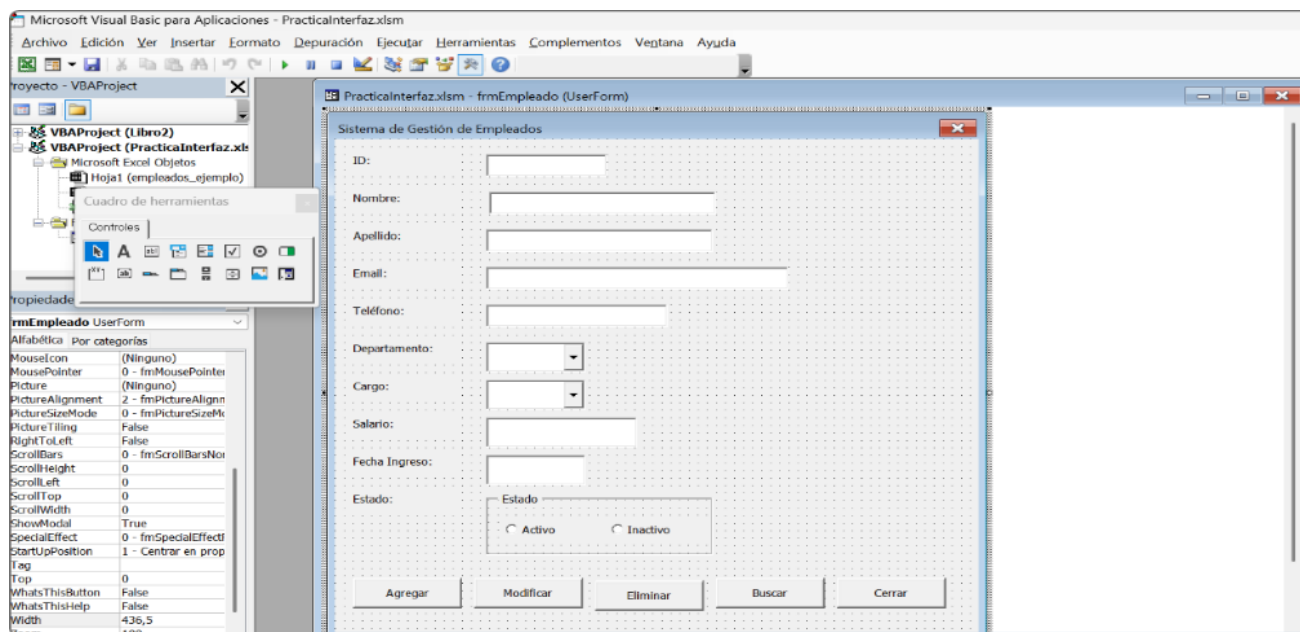 Microsoft Visual Basic para Aplicaciones - PracticaInterfaz.xlsm
Archivo Edición Ver Insertar Formato Depuración Ejecutar Herramientas Complementos Ventana Ayuda
royecto - VBAProject
VBAProject (Libro2)
VBAProject (PracticaInterfaz.xls
Microsoft Excel Objetos
Hoja1 (empleados_ejemplo)
Cuadro de herramientas
Controles
ropiedade
frmEmpleado UserForm
Alfabética Por categorías
MouseIcon (Ninguno)
MousePointer 0 - fmMousePointer
Picture (Ninguno)
PictureAlignment 2 - fmPictureAlignn
PictureSizeMode 0 - fmPictureSizeMo
PictureTiling False
RightToLeft False
ScrollBars 0 - fmScrollBarsNor
ScrollHeight 0
ScrollLeft 0
ScrollTop 0
ScrollWidth 0
ShowModal True
SpecialEffect 0 - fmSpecialEffectF
StartUpPosition 1 - Centrar en prop
Tag
Top 0
WhatsThisButton False
WhatsThisHelp False
Width 436,5
PracticaInterfaz.xlsm - frmEmpleado (UserForm)
Sistema de Gestión de Empleados
ID:
Nombre:
Apellido:
Email:
Teléfono:
Departamento:
Cargo:
Salario:
Fecha Ingreso:
Estado:
Estado
Activo Inactivo
Agregar Modificar Eliminar Buscar Cerrar